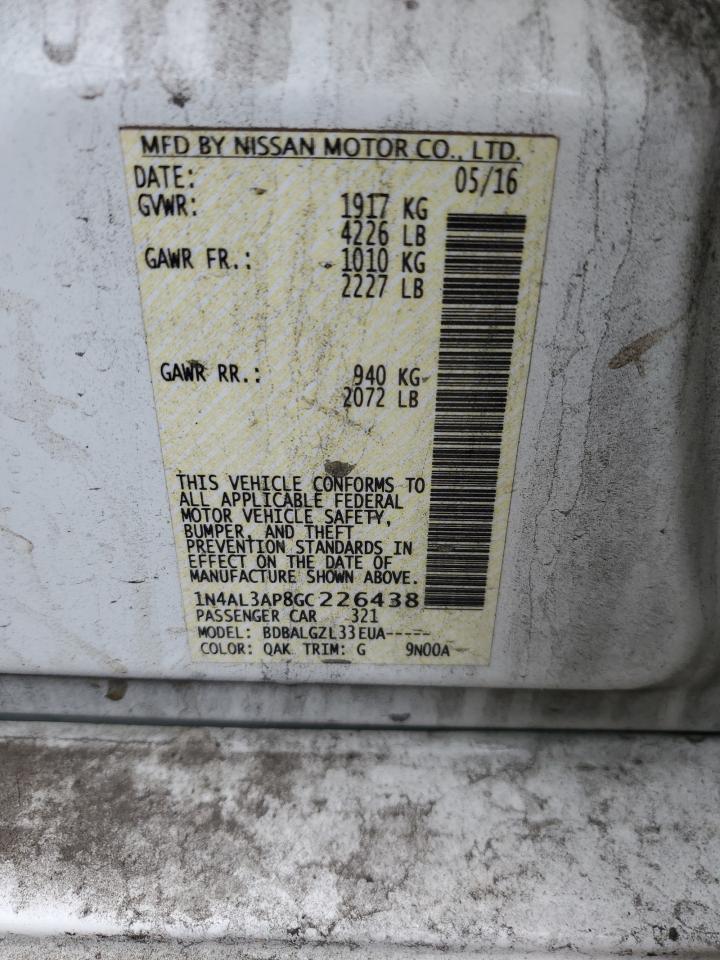 MFD BY NISSAN MOTOR CO., LTD.
DATE: 05/16
GVWR: 1917 KG
4226 LB
GAWR FR.: 1010 KG
2227 LB
GAWR RR.: 940 KG
2072 LB
THIS VEHICLE CONFORMS TO
ALL APPLICABLE FEDERAL
MOTOR VEHICLE SAFETY,
BUMPER, AND THEFT
PREVENTION STANDARDS IN
EFFECT ON THE DATE OF
MANUFACTURE SHOWN ABOVE.
1N4AL3AP8GC226438
PASSENGER CAR 321
MODEL: BDBALGZL33EUA-----
COLOR: QAK TRIM: G 9N00A